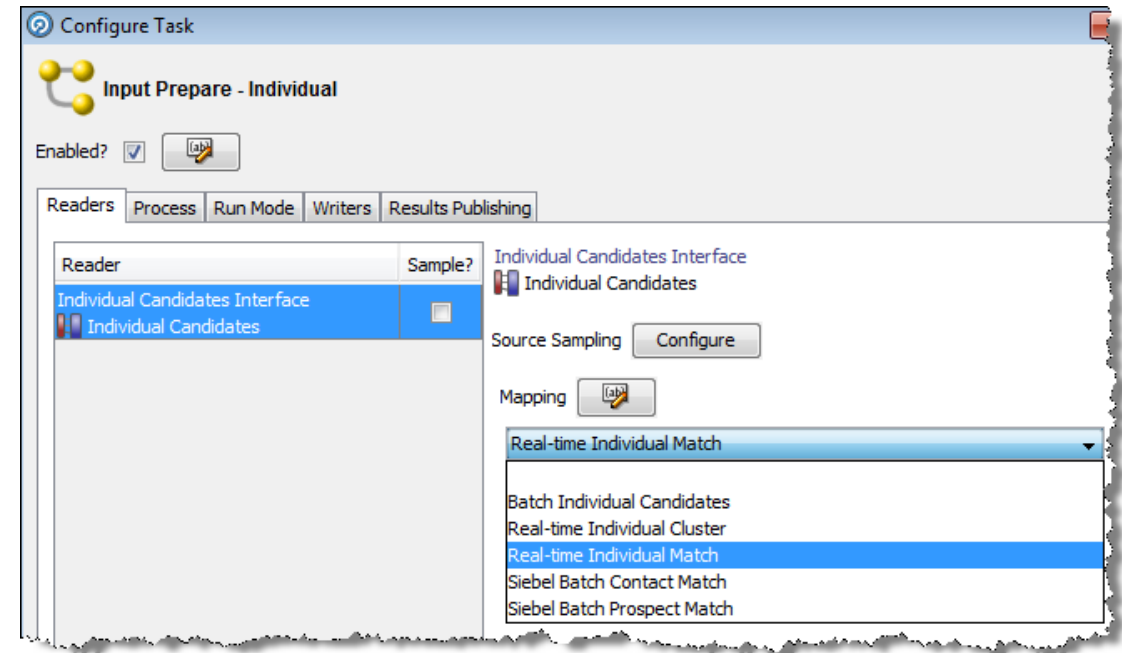 Configure Task
Input Prepare - Individual
Enabled?
(ab)
Readers Process Run Mode Writers Results Publishing
Reader Sample?
Individual Candidates Interface
Individual Candidates
Individual Candidates Interface
Individual Candidates
Source Sampling Configure
Mapping (ab)
Real-time Individual Match
Batch Individual Candidates
Real-time Individual Cluster
Real-time Individual Match
Siebel Batch Contact Match
Siebel Batch Prospect Match